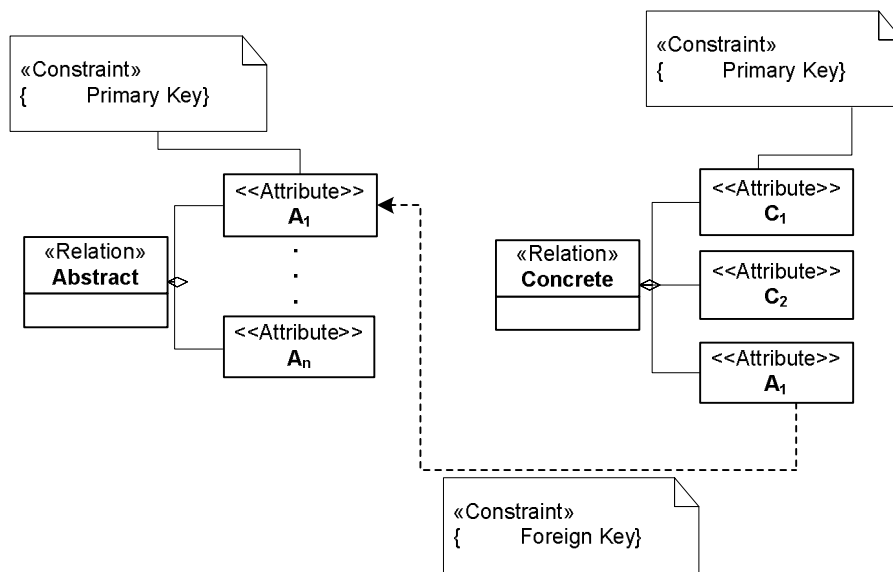 «Constraint»
{ Primary Key}
«Constraint»
{ Primary Key}
<<Attribute>>
A₁
.
.
.
<<Attribute>>
Aₙ
«Relation»
Abstract
«Relation»
Concrete
<<Attribute>>
C₁
<<Attribute>>
C₂
<<Attribute>>
A₁
«Constraint»
{ Foreign Key}